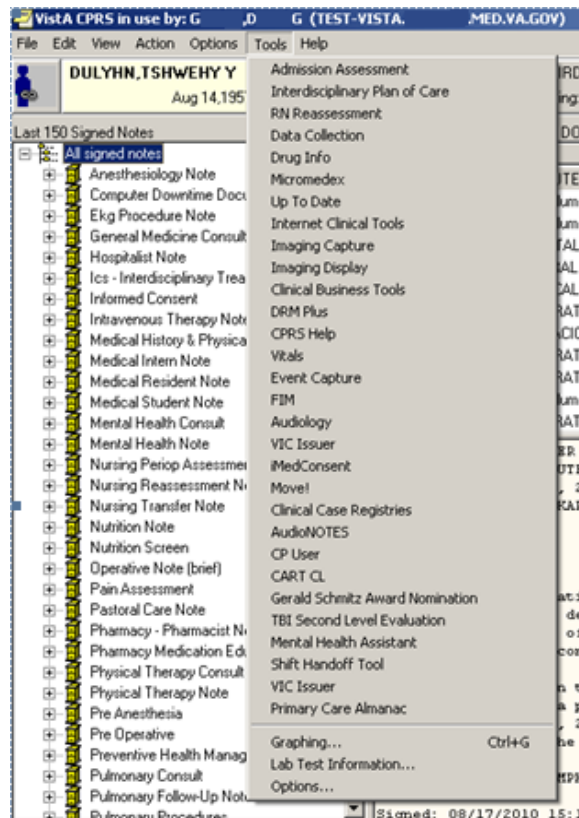 VistA CPRS in use by: G ,D G (TEST-VISTA. .MED.VA.GOV)
File Edit View Action Options Tools Help
DULYHN,TSHWEHY Y
Aug 14,195
Last 150 Signed Notes
All signed notes
Anesthesiology Note
Computer Downtime Docu
Ekg Procedure Note
General Medicine Consult
Hospitalist Note
Ics - Interdisciplinary Trea
Informed Consent
Intravenous Therapy Note
Medical History & Physica
Medical Intern Note
Medical Resident Note
Medical Student Note
Mental Health Consult
Mental Health Note
Nursing Periop Assessme
Nursing Reassessment N
Nursing Transfer Note
Nutrition Note
Nutrition Screen
Operative Note (brief)
Pain Assessment
Pastoral Care Note
Pharmacy - Pharmacist N
Pharmacy Medication Edu
Physical Therapy Consult
Physical Therapy Note
Pre Anesthesia
Pre Operative
Preventive Health Manag
Pulmonary Consult
Pulmonary Follow-Up Note
Pulmonary Procedures
Admission Assessment
Interdisciplinary Plan of Care
RN Reassessment
Data Collection
Drug Info
Micromedex
Up To Date
Internet Clinical Tools
Imaging Capture
Imaging Display
Clinical Business Tools
DRM Plus
CPRS Help
Vitals
Event Capture
FIM
Audiology
VIC Issuer
iMedConsent
Move!
Clinical Case Registries
AudioNOTES
CP User
CART CL
Gerald Schmitz Award Nomination
TBI Second Level Evaluation
Mental Health Assistant
Shift Handoff Tool
VIC Issuer
Primary Care Almanac
Graphing... Ctrl+G
Lab Test Information...
Options...
Signed: 08/17/2010 15:1